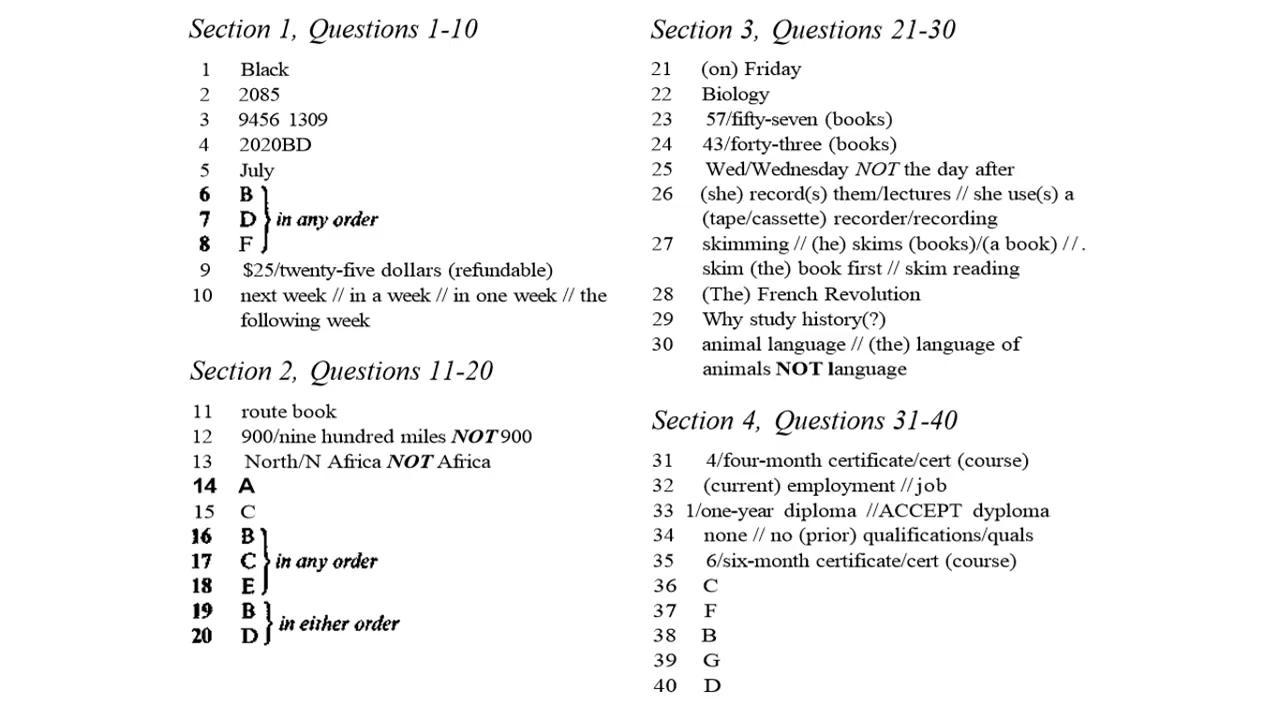 Section 1, Questions 1-10
1 Black
2 2085
3 9456 1309
4 2020BD
5 July
6 B
7 D in any order
8 F
9 $25/twenty-five dollars (refundable)
10 next week // in a week // in one week // the
following week
Section 2, Questions 11-20
11 route book
12 900/nine hundred miles NOT 900
13 North/N Africa NOT Africa
14 A
15 C
16 B
17 C in any order
18 E
19 B
in either order
20 D
Section 3, Questions 21-30
21 (on) Friday
22 Biology
23 57/fifty-seven (books)
24 43/forty-three (books)
25 Wed/Wednesday NOT the day after
26 (she) record(s) them/lectures // she use(s) a
(tape/cassette) recorder/recording
27 skimming // (he) skims (books)/(a book) //.
skim (the) book first // skim reading
28 (The) French Revolution
29 Why study history(?)
30 animal language // (the) language of
animals NOT language
Section 4, Questions 31-40
31 4/four-month certificate/cert (course)
32 (current) employment //job
33 1/one-year diploma //ACCEPT dyploma
34 none // no (prior) qualifications/quals
35 6/six-month certificate/cert (course)
36 C
37 F
38 B
39 G
40 D